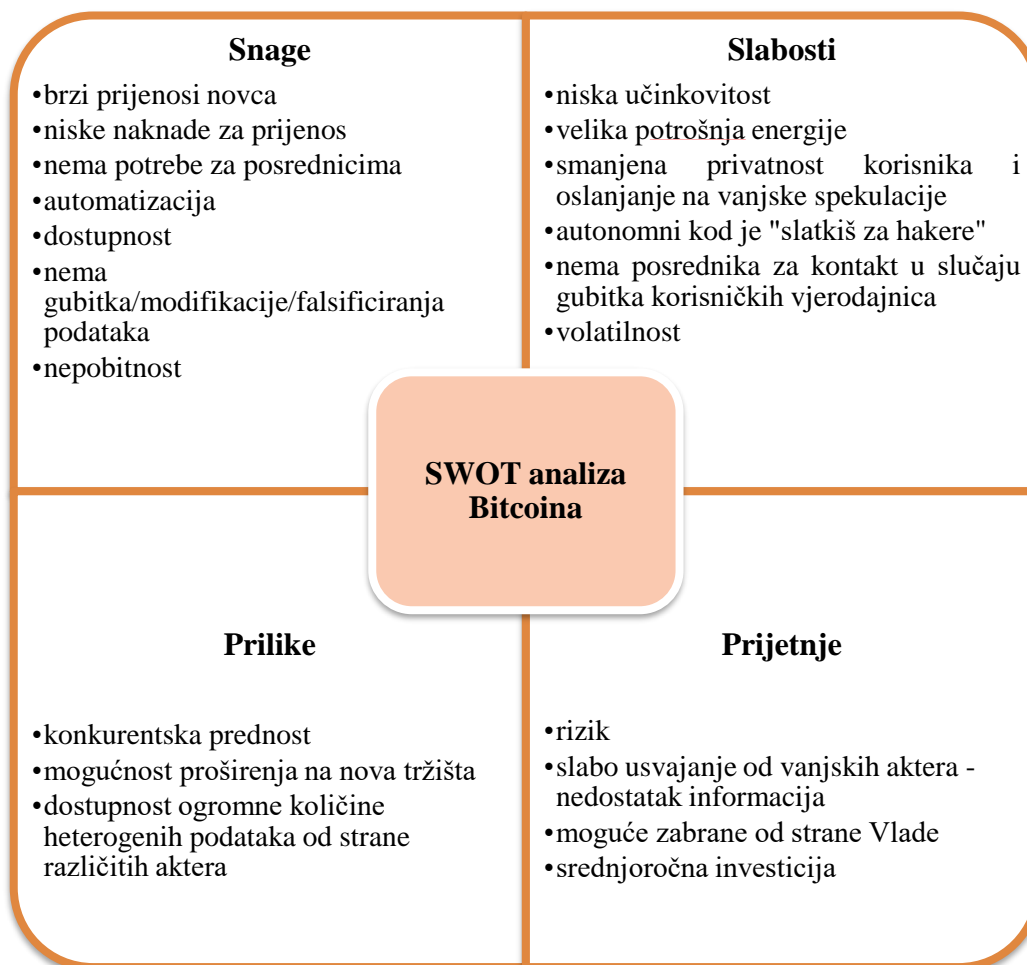 Snage
•brzi prijenosi novca
•niske naknade za prijenos
•nema potrebe za posrednicima
•automatizacija
•dostupnost
•nema
gubitka/modifikacije/falsificiranja
podataka
•nepobitnost
Slabosti
•niska učinkovitost
•velika potrošnja energije
•smanjena privatnost korisnika i
oslanjanje na vanjske spekulacije
•autonomni kod je "slatkiš za hakere"
•nema posrednika za kontakt u slučaju
gubitka korisničkih vjerodajnica
•volatilnost
SWOT analiza
Bitcoina
Prilike
•konkurentska prednost
•mogućnost proširenja na nova tržišta
•dostupnost ogromne količine
heterogenih podataka od strane
različitih aktera
Prijetnje
•rizik
•slabo usvajanje od vanjskih aktera -
nedostatak informacija
•moguće zabrane od strane Vlade
•srednjoročna investicija